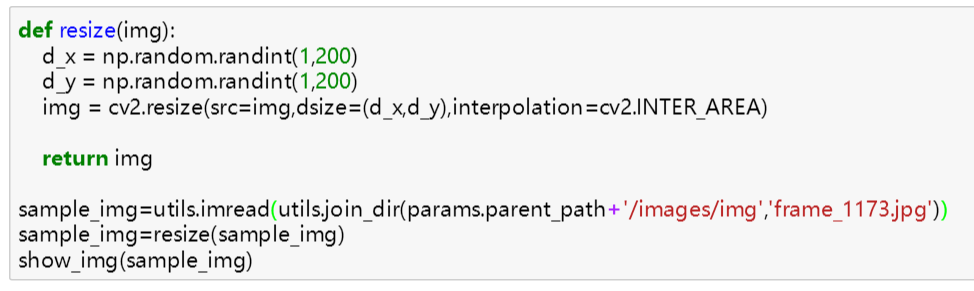 def resize(img):
    d_x = np.random.randint(1,200)
    d_y = np.random.randint(1,200)
    img = cv2.resize(src=img,dsize=(d_x,d_y),interpolation=cv2.INTER_AREA)
    return img
sample_img=utils.imread(utils.join_dir(params.parent_path+'/images/img','frame_1173.jpg'))
sample_img=resize(sample_img)
show_img(sample_img)